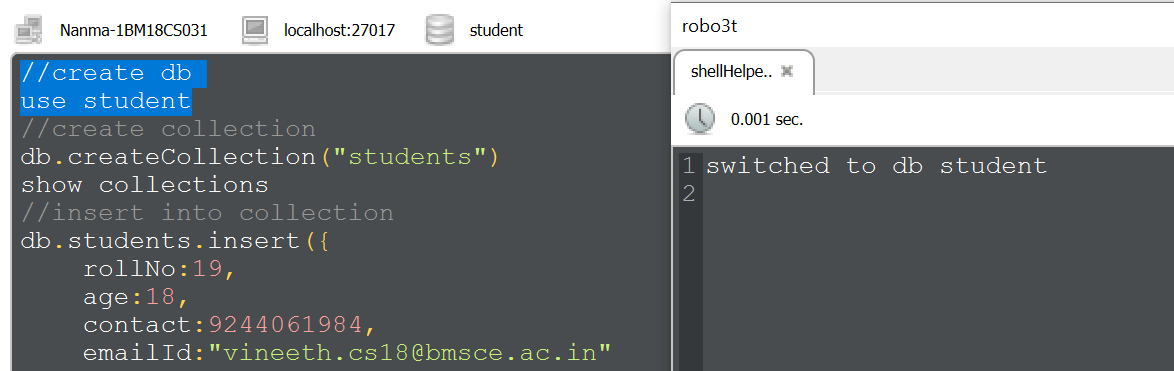 Nanma-1BM18CS031 localhost:27017 student
//create db
use student
//create collection
db.createCollection("students")
show collections
//insert into collection
db.students.insert({
    rollNo:19,
    age:18,
    contact:9244061984,
    emailId:"vineeth.cs18@bmsce.ac.in"
robo3t
shellHelpe..
0.001 sec.
1 switched to db student
2